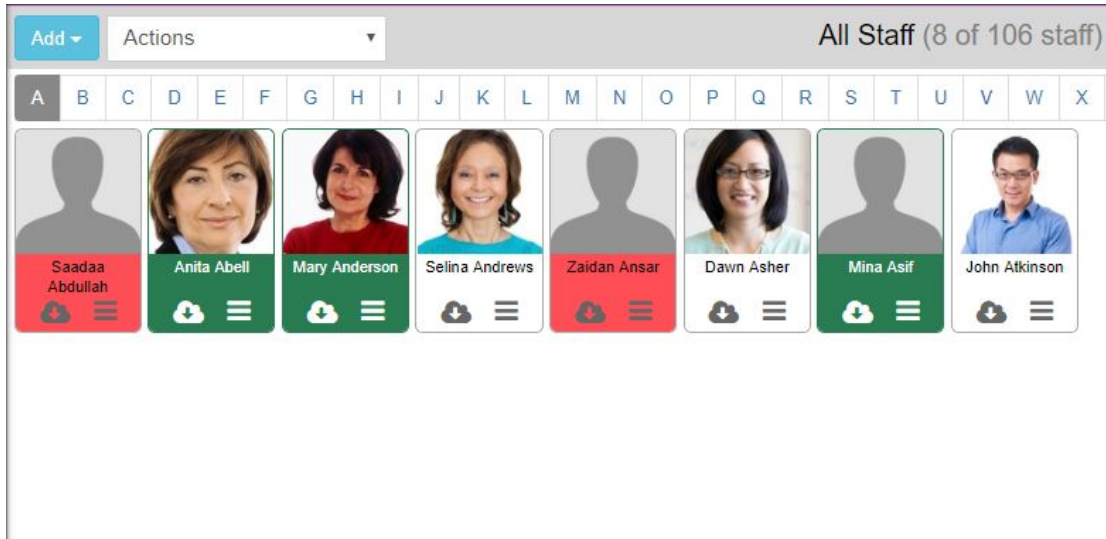 Add Actions All Staff (8 of 106 staff)
A B C D E F G H I J K L M N O P Q R S T U V W X
Saadaa Abdullah
Anita Abell
Mary Anderson
Selina Andrews
Zaidan Ansar
Dawn Asher
Mina Asif
John Atkinson